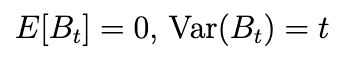 E[B_t] = 0, Var(B_t) = t